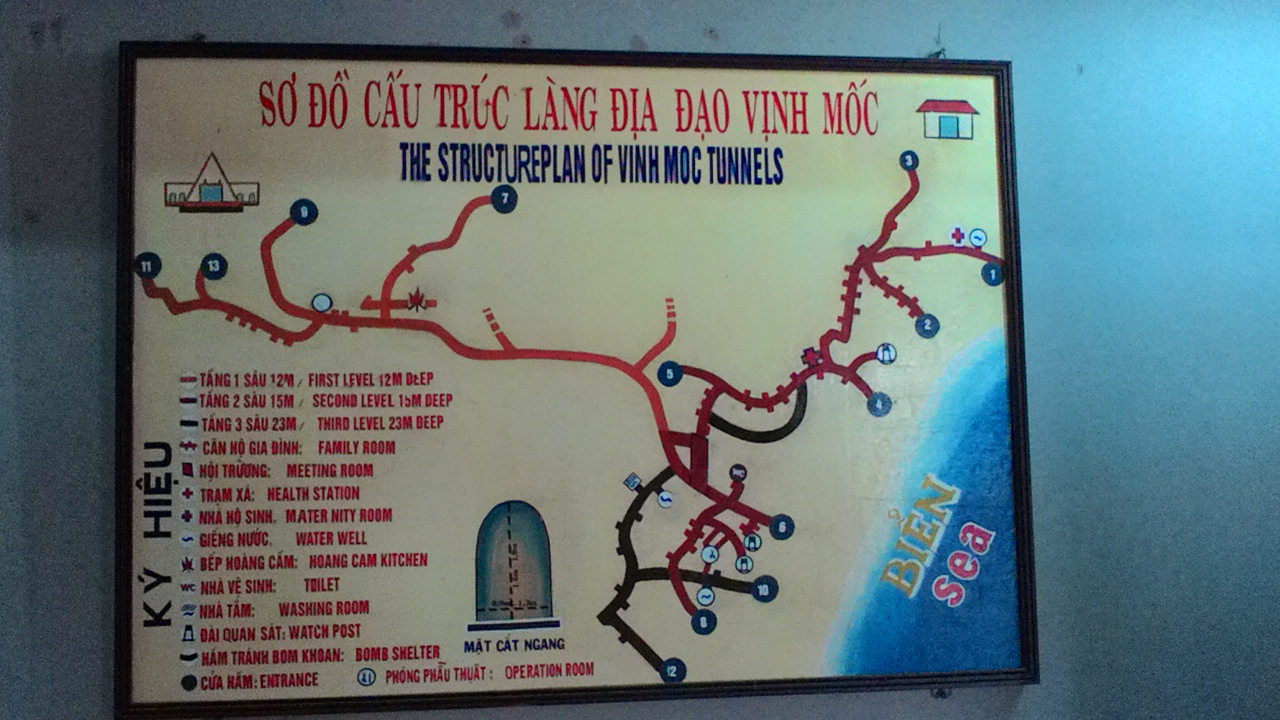 SƠ ĐỒ CẤU TRÚC LÀNG ĐỊA ĐẠO VỊNH MỐC
THE STRUCTUREPLAN OF VINH MOC TUNNELS
3
7
9
1
11
13
2
5
4
WC
6
10
8
12
BIỂN
sea
KÝ HIỆU
TẦNG 1 SÂU 12M / FIRST LEVEL 12M DEEP
TẦNG 2 SÂU 15M / SECOND LEVEL 15M DEEP
TẦNG 3 SÂU 23M / THIRD LEVEL 23M DEEP
CĂN HỘ GIA ĐÌNH: FAMILY ROOM
HỘI TRƯỜNG: MEETING ROOM
TRẠM XÁ: HEALTH STATION
NHÀ HỘ SINH. MATER NITY ROOM
GIẾNG NƯỚC. WATER WELL
BẾP HOÀNG CẦM: HOANG CAM KITCHEN
WC NHÀ VỆ SINH: TOILET
NHÀ TẮM: WASHING ROOM
ĐÀI QUAN SÁT: WATCH POST
HẦM TRÁNH BOM KHOAN: BOMB SHELTER
CỬA HẦM: ENTRANCE
PHÒNG PHẪU THUẬT: OPERATION ROOM
MẶT CẮT NGANG